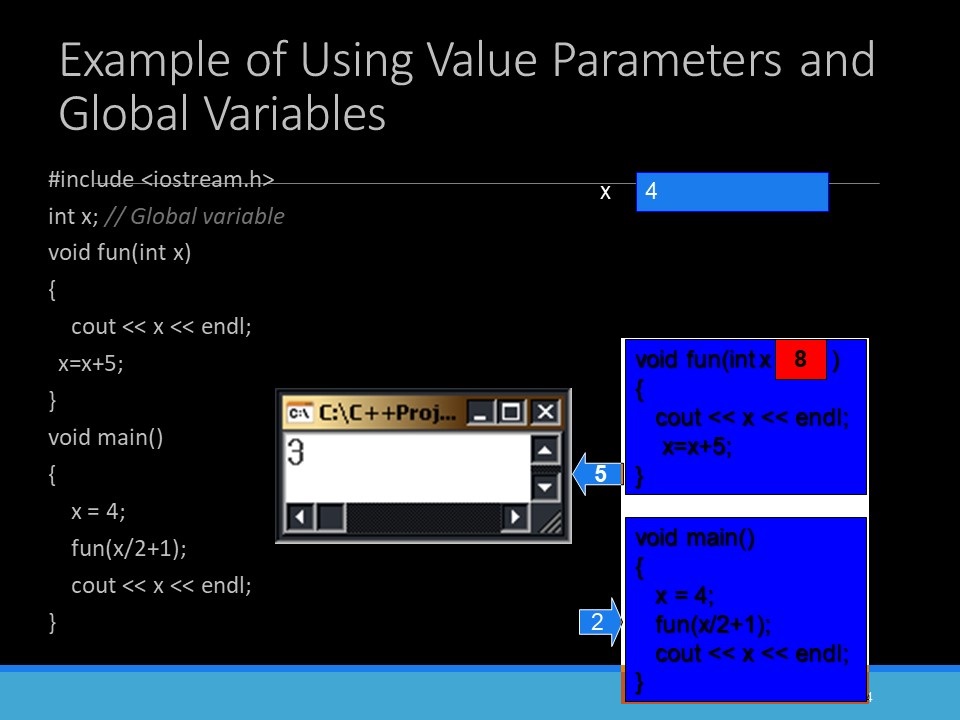 Example of Using Value Parameters and
Global Variables
#include <iostream.h>
int x; // Global variable
void fun(int x)
{
cout << x << endl;
x=x+5;
}
void main()
{
x = 4;
fun(x/2+1);
cout << x << endl;
}
x 4
C:\C++Proj...
3
void fun(int x 8 )
{
cout << x << endl;
x=x+5;
}
5
void main()
{
x = 4;
fun(x/2+1);
cout << x << endl;
}
2
4